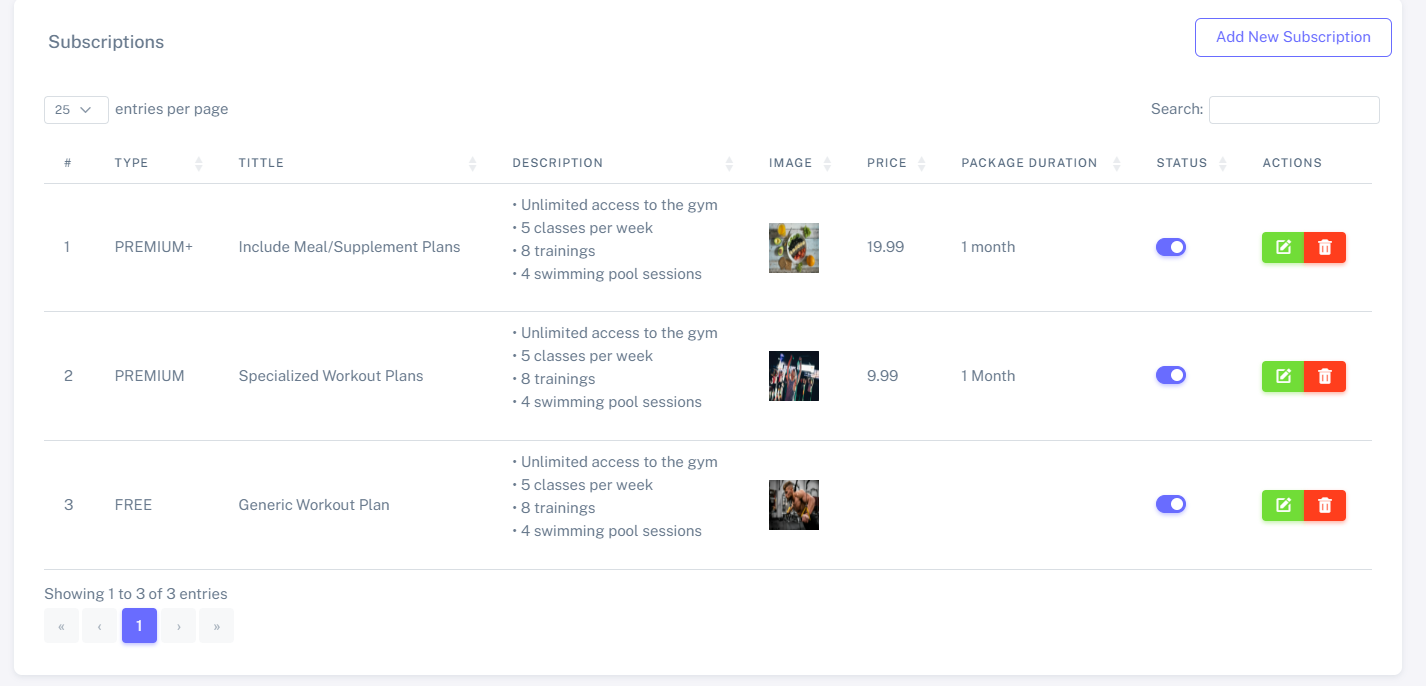 Subscriptions
Add New Subscription
25 entries per page
Search:
# TYPE TITTLE DESCRIPTION IMAGE PRICE PACKAGE DURATION STATUS ACTIONS
1 PREMIUM+ Include Meal/Supplement Plans
• Unlimited access to the gym
• 5 classes per week
• 8 trainings
• 4 swimming pool sessions
19.99 1 month
2 PREMIUM Specialized Workout Plans
• Unlimited access to the gym
• 5 classes per week
• 8 trainings
• 4 swimming pool sessions
9.99 1 Month
3 FREE Generic Workout Plan
• Unlimited access to the gym
• 5 classes per week
• 8 trainings
• 4 swimming pool sessions
Showing 1 to 3 of 3 entries
« ‹ 1 › »